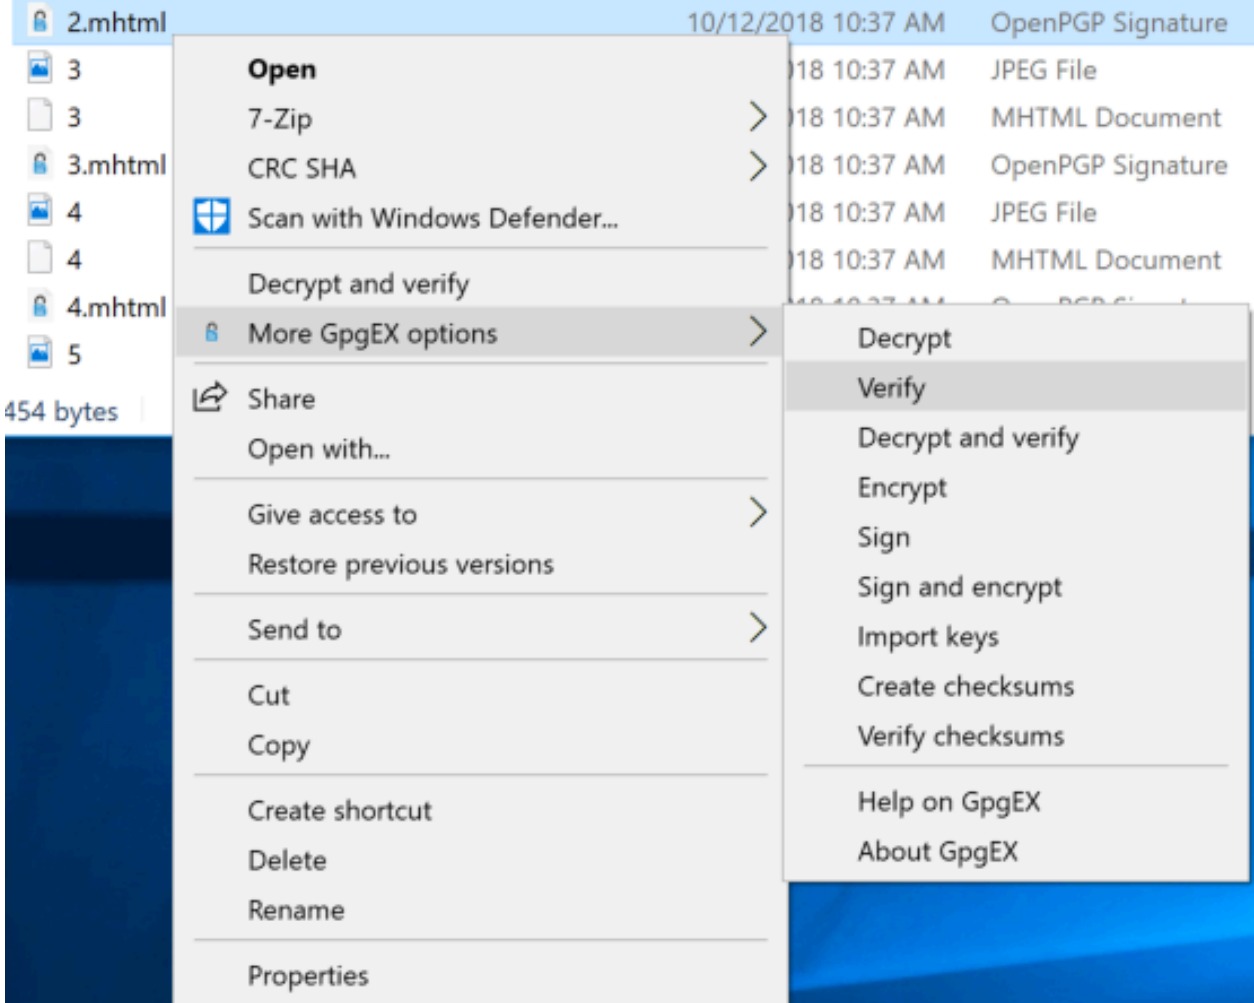 2.mhtml 10/12/2018 10:37 AM OpenPGP Signature
3 18 10:37 AM JPEG File
3 18 10:37 AM MHTML Document
3.mhtml 18 10:37 AM OpenPGP Signature
4 18 10:37 AM JPEG File
4 18 10:37 AM MHTML Document
4.mhtml
5
454 bytes
Open
7-Zip
CRC SHA
Scan with Windows Defender...
Decrypt and verify
More GpgEX options
Share
Open with...
Give access to
Restore previous versions
Send to
Cut
Copy
Create shortcut
Delete
Rename
Properties
Decrypt
Verify
Decrypt and verify
Encrypt
Sign
Sign and encrypt
Import keys
Create checksums
Verify checksums
Help on GpgEX
About GpgEX